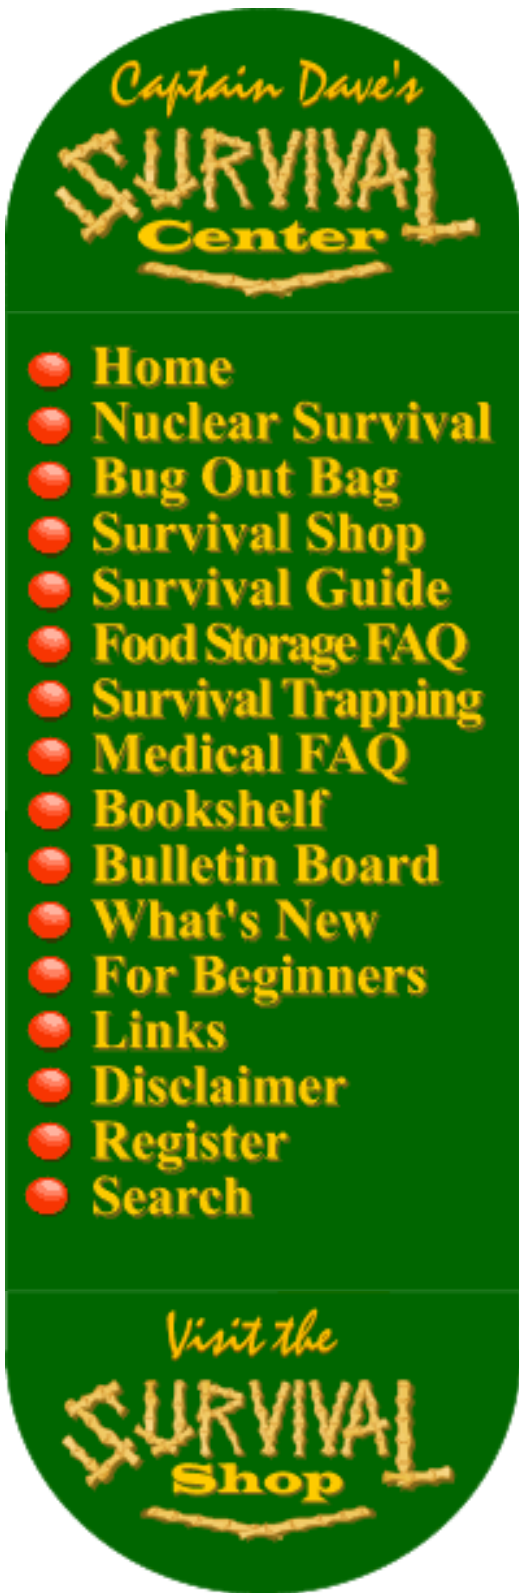 Captain Dave's
SURVIVAL
Center
Home
Nuclear Survival
Bug Out Bag
Survival Shop
Survival Guide
Food Storage FAQ
Survival Trapping
Medical FAQ
Bookshelf
Bulletin Board
What's New
For Beginners
Links
Disclaimer
Register
Search
Visit the
SURVIVAL
Shop